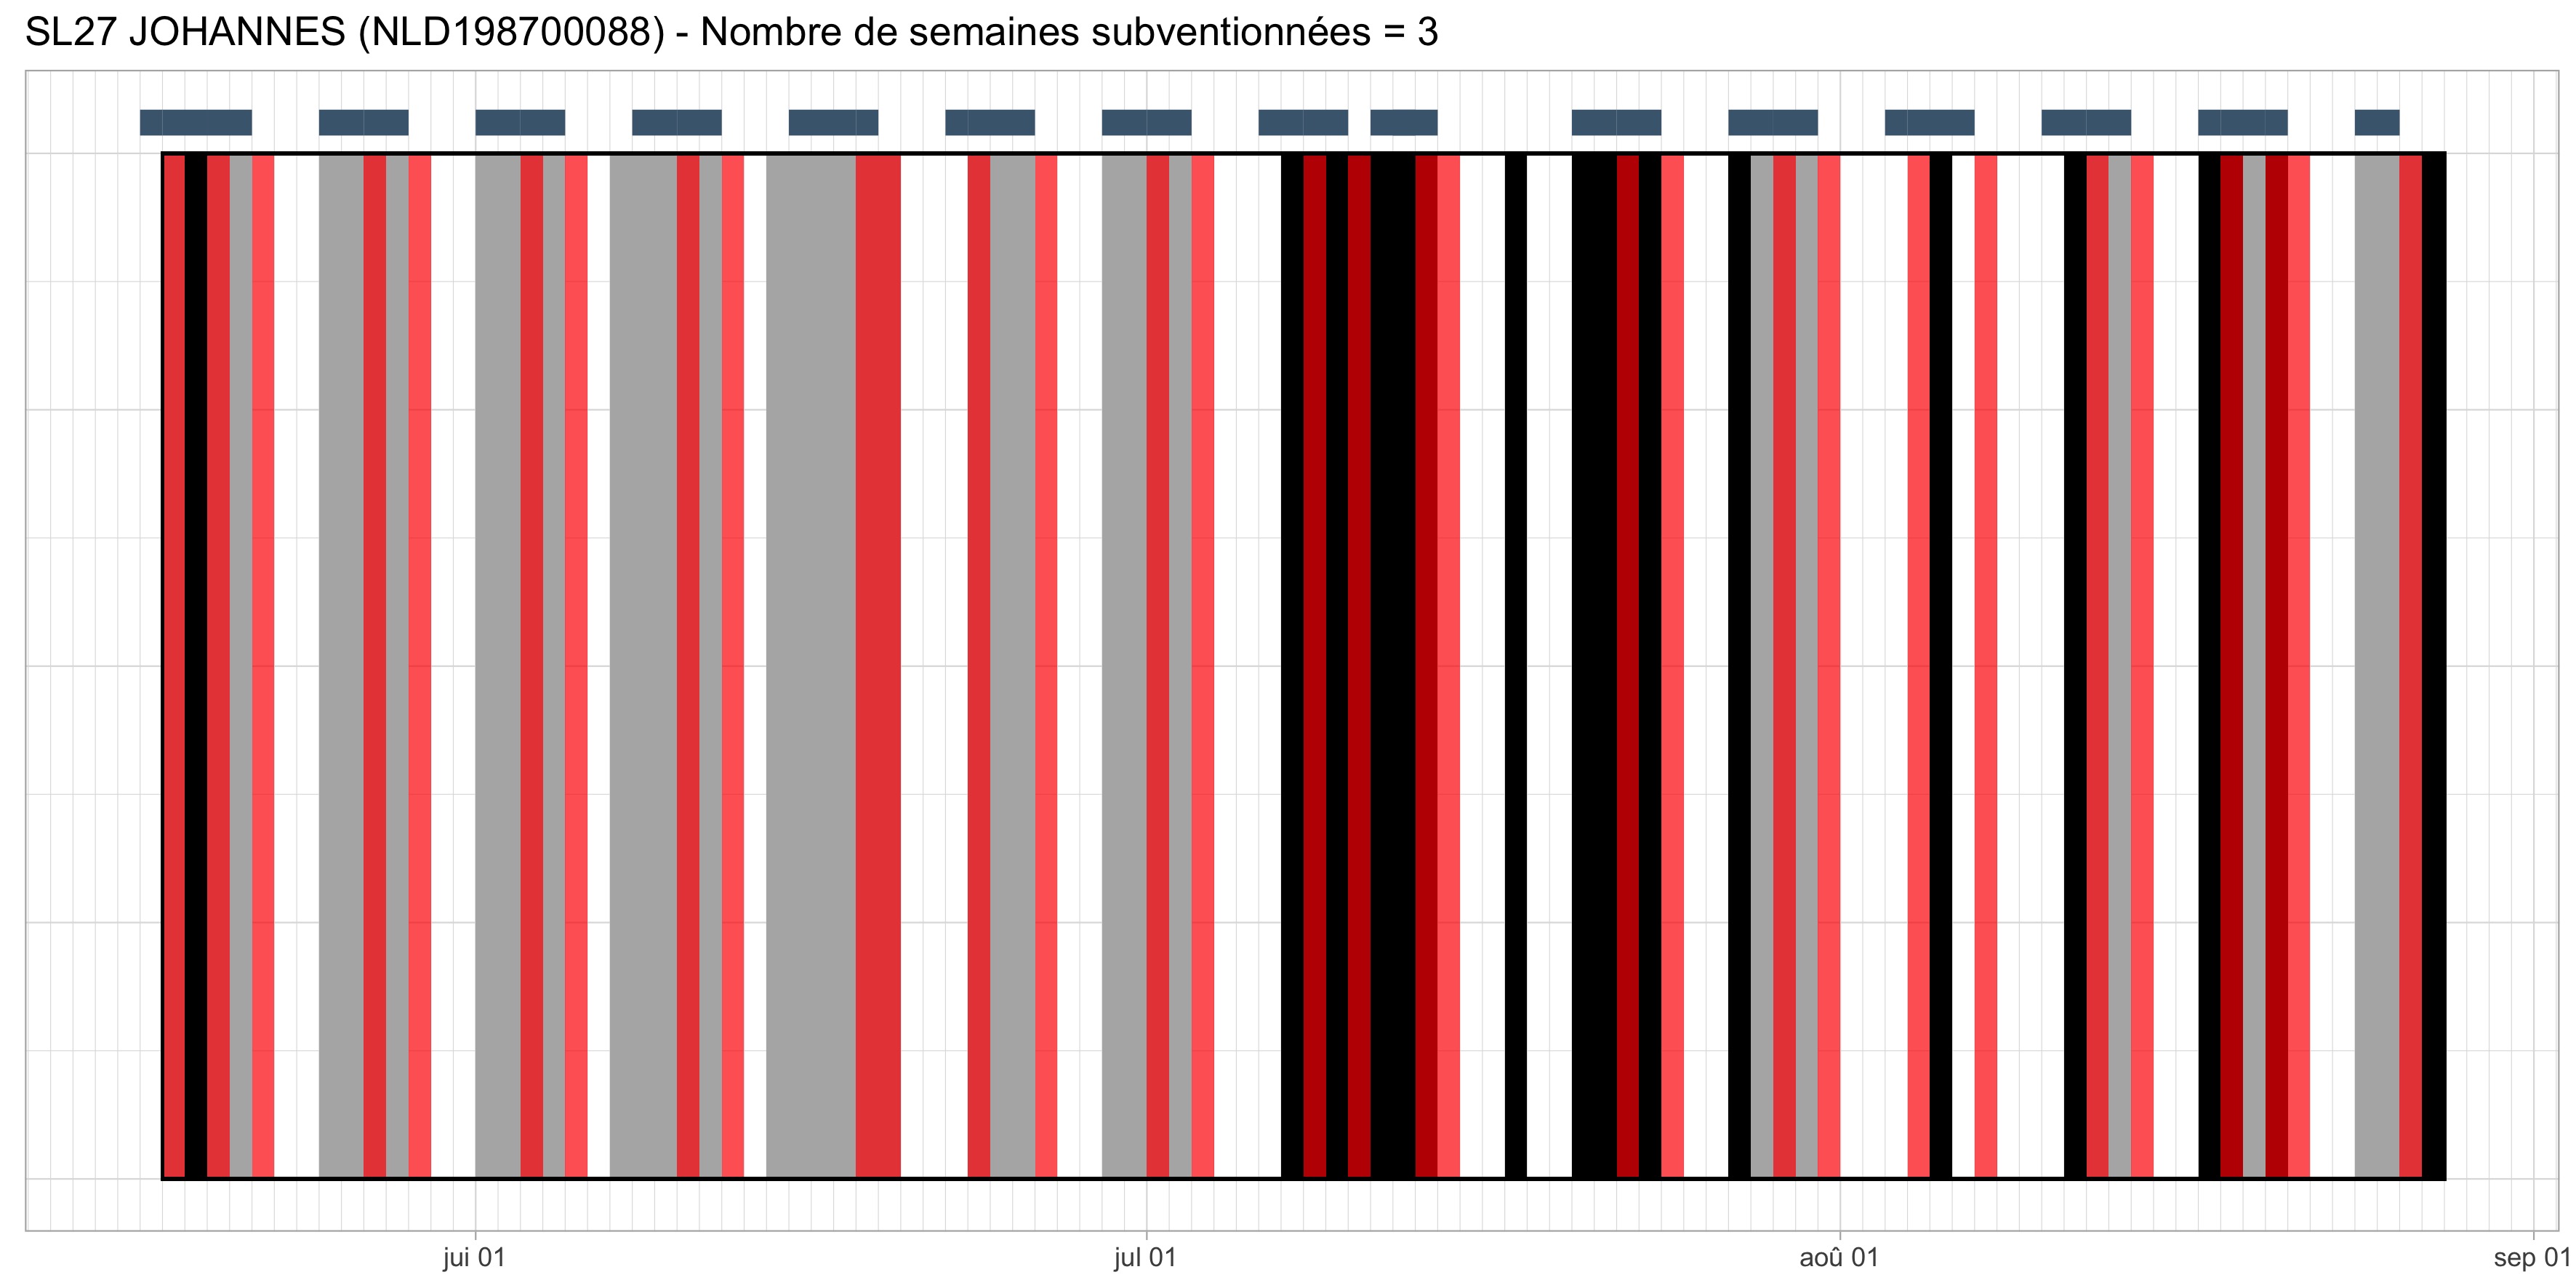 SL27 JOHANNES (NLD198700088) - Nombre de semaines subventionnées = 3
jui 01
jul 01
aoû 01
sep 01